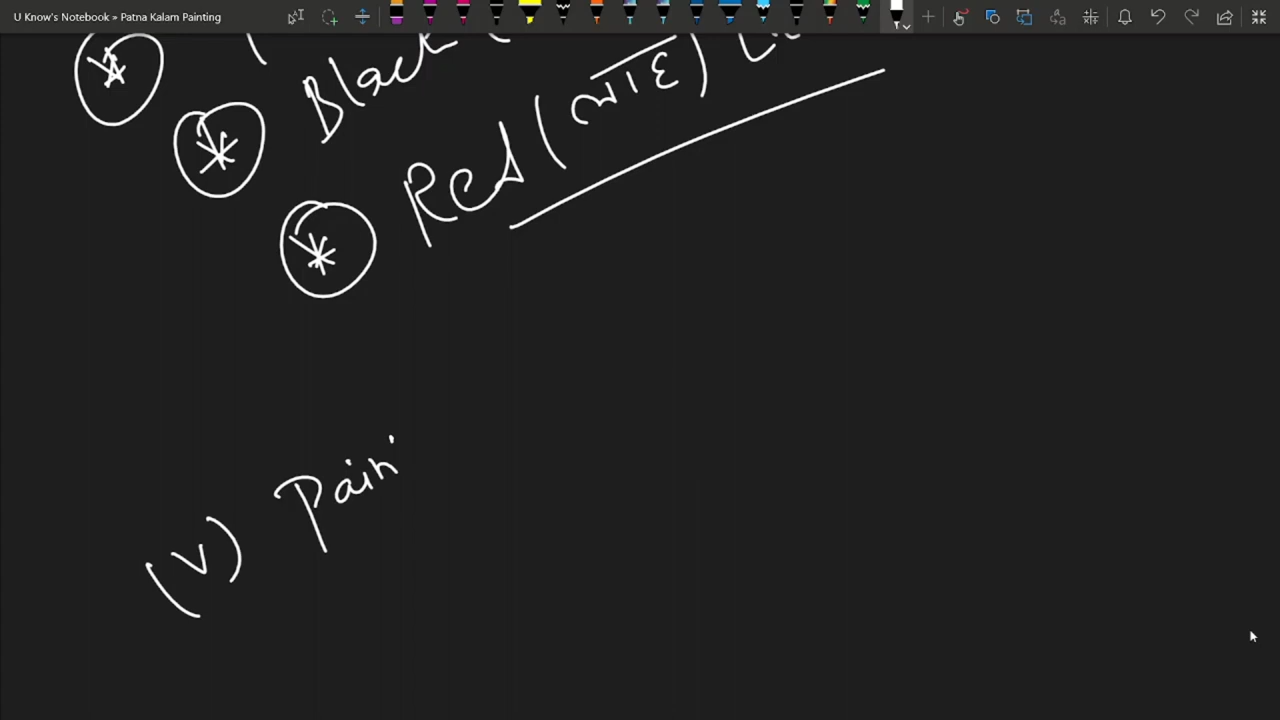 U Know's Notebook » Patna Kalam Painting
Black (
Red (लाह)
(V) Pain